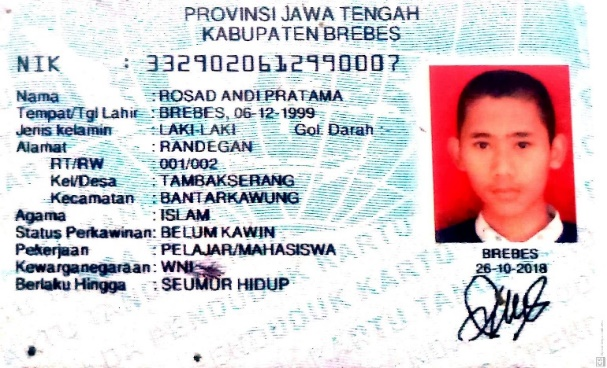 PROVINSI JAWA TENGAH
KABUPATEN BREBES
NIK : 3329020612990007
Nama : ROSAD ANDI PRATAMA
Tempat/Tgl Lahir : BREBES, 06-12-1999
Jenis kelamin : LAKI-LAKI Gol. Darah :-
Alamat : RANDEGAN
RT/RW : 001/002
Kel/Desa : TAMBAKSERANG
Kecamatan : BANTARKAWUNG
Agama : ISLAM
Status Perkawinan: BELUM KAWIN
Pekerjaan : PELAJAR/MAHASISWA
Kewarganegaraan: WNI
Berlaku Hingga : SEUMUR HIDUP
BREBES
26-10-2018